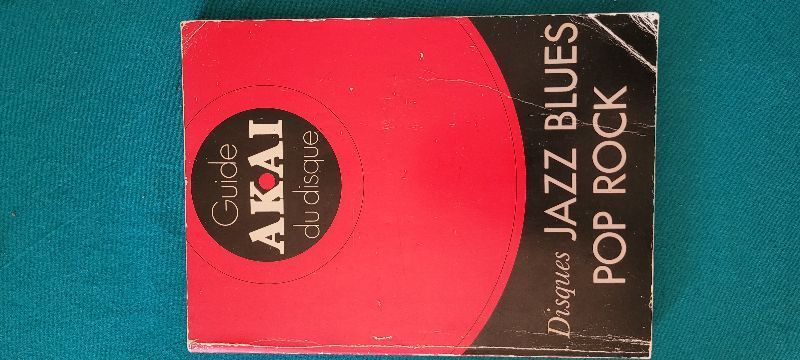 Guide
AKAI
du disque
Disques JAZZ BLUES
POP ROCK